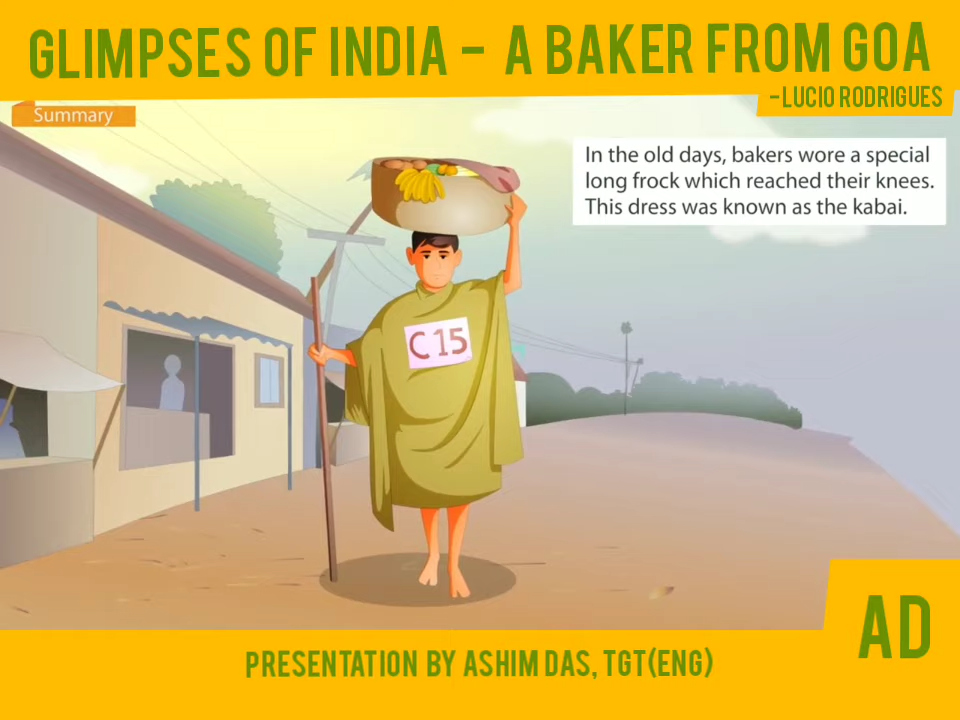 GLIMPSES OF INDIA - A BAKER FROM GOA
-LUCIO RODRIGUES
Summary
In the old days, bakers wore a special
long frock which reached their knees.
This dress was known as the kabai.
C 15
AD
PRESENTATION BY ASHIM DAS, TGT(ENG)